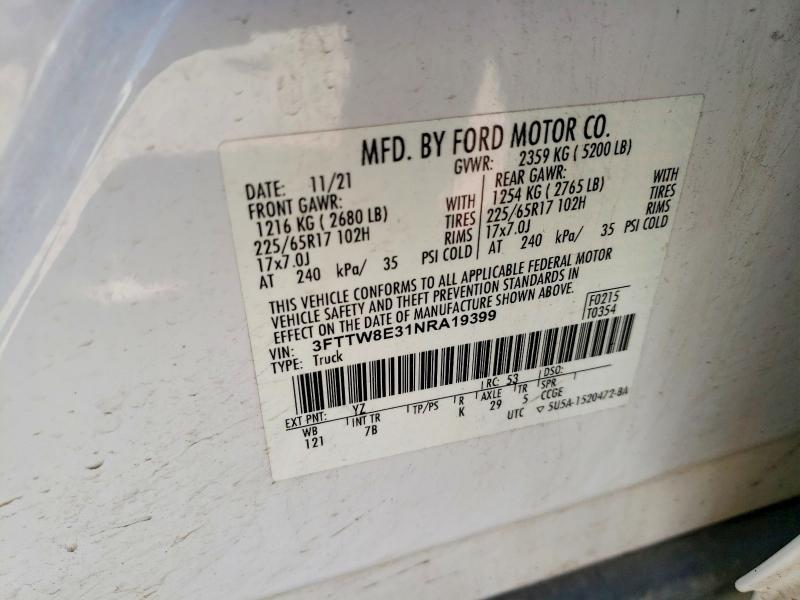 MFD. BY FORD MOTOR CO.
DATE: 11/21 GVWR: 2359 KG ( 5200 LB)
FRONT GAWR: REAR GAWR:
1216 KG ( 2680 LB) WITH 1254 KG ( 2765 LB) WITH
225/65R17 102H TIRES 225/65R17 102H TIRES
17x7.0J RIMS 17x7.0J RIMS
AT 240 kPa/ 35 PSI COLD AT 240 kPa/ 35 PSI COLD
THIS VEHICLE CONFORMS TO ALL APPLICABLE FEDERAL MOTOR
VEHICLE SAFETY AND THEFT PREVENTION STANDARDS IN
EFFECT ON THE DATE OF MANUFACTURE SHOWN ABOVE.
VIN: 3FTTW8E31NRA19399 F0215
TYPE: Truck T0354
EXT PNT: YZ RC: 53 DSO:
WB INT TR TP/PS R AXLE TR SPR
121 7B K 29 5 CCGE
UTC ▽ 5U5A-1520472-BA